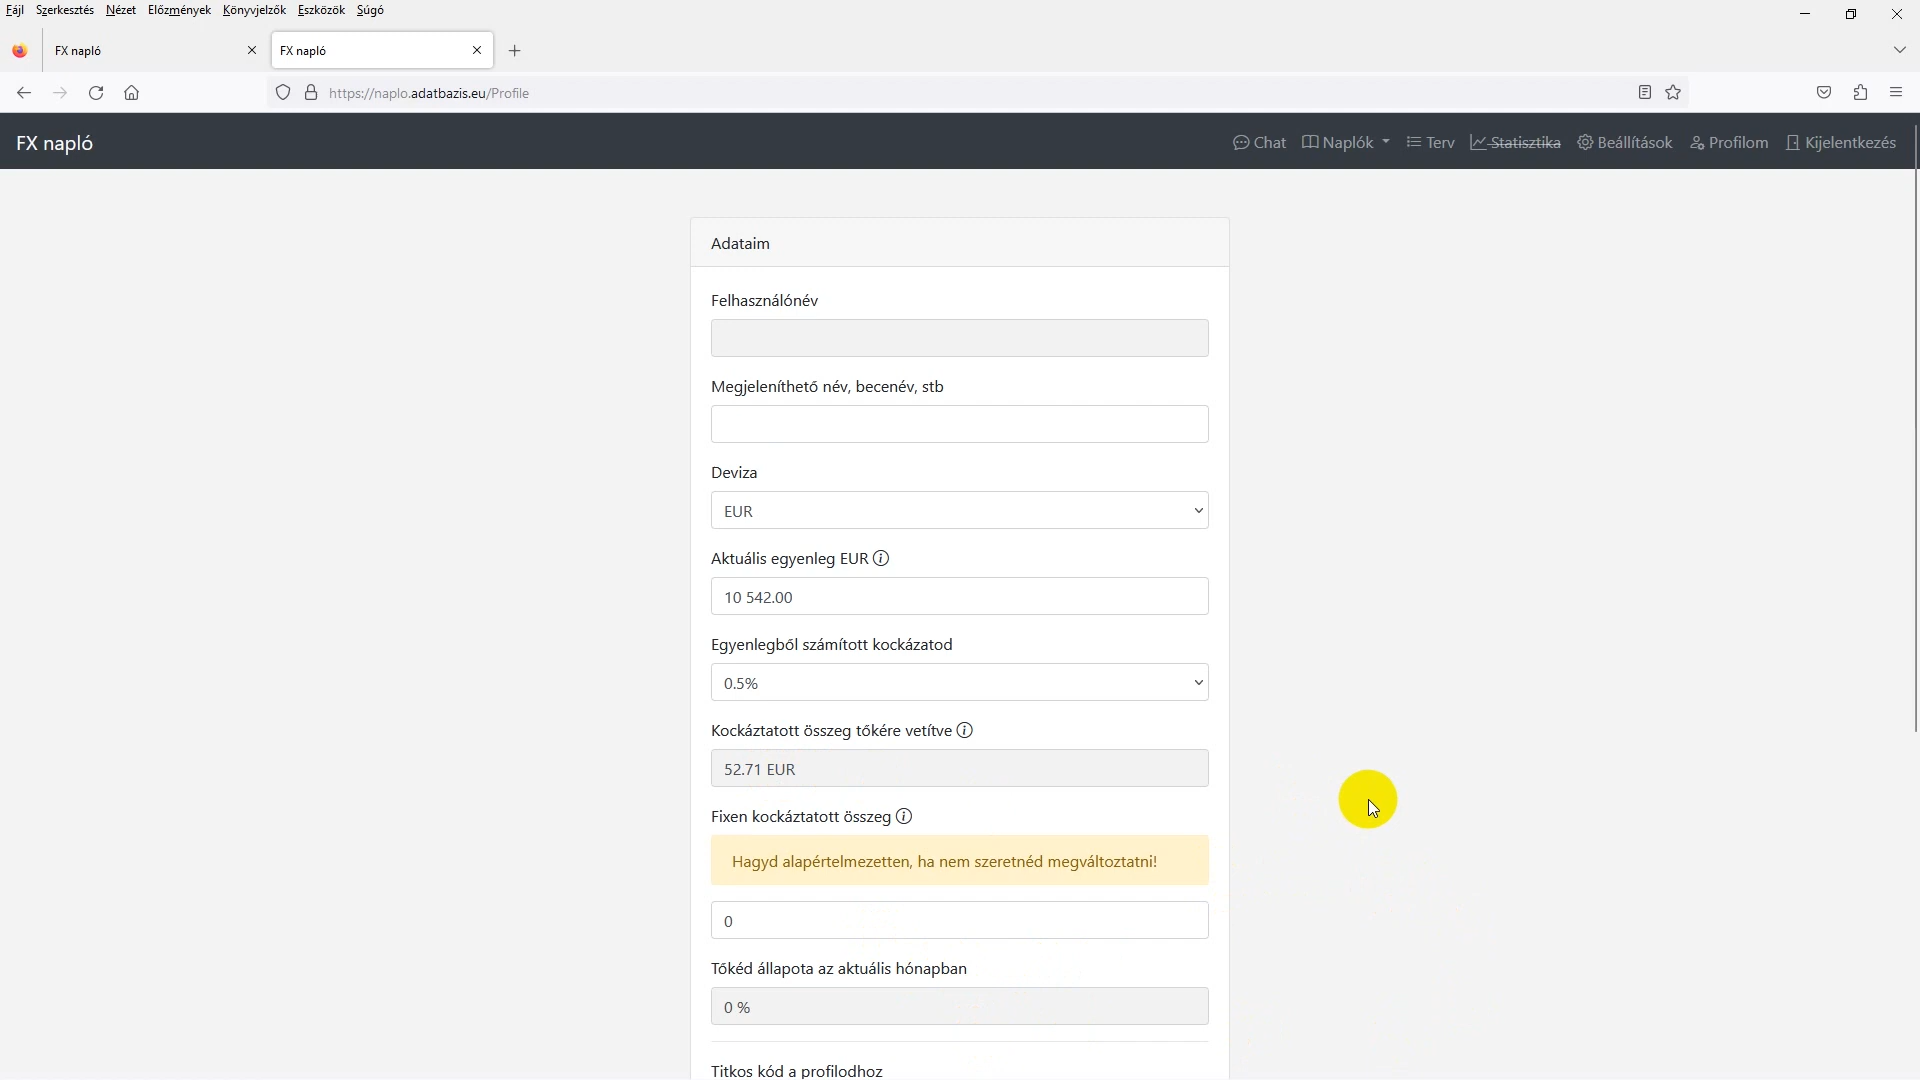 Fájl Szerkesztés Nézet Előzmények Könyvjelzők Eszközök Súgó
FX napló
FX napló
https://naplo.adatbazis.eu/Profile
FX napló
Chat Naplók Terv Statisztika Beállítások Profilom Kijelentkezés
Adataim
Felhasználónév
Megjeleníthető név, becenév, stb
Deviza
EUR
Aktuális egyenleg EUR
10 542.00
Egyenlegből számított kockázatod
0.5%
Kockáztatott összeg tőkére vetítve
52.71 EUR
Fixen kockáztatott összeg
Hagyd alapértelmezetten, ha nem szeretnéd megváltoztatni!
0
Tőkéd állapota az aktuális hónapban
0 %
Titkos kód a profilodhoz